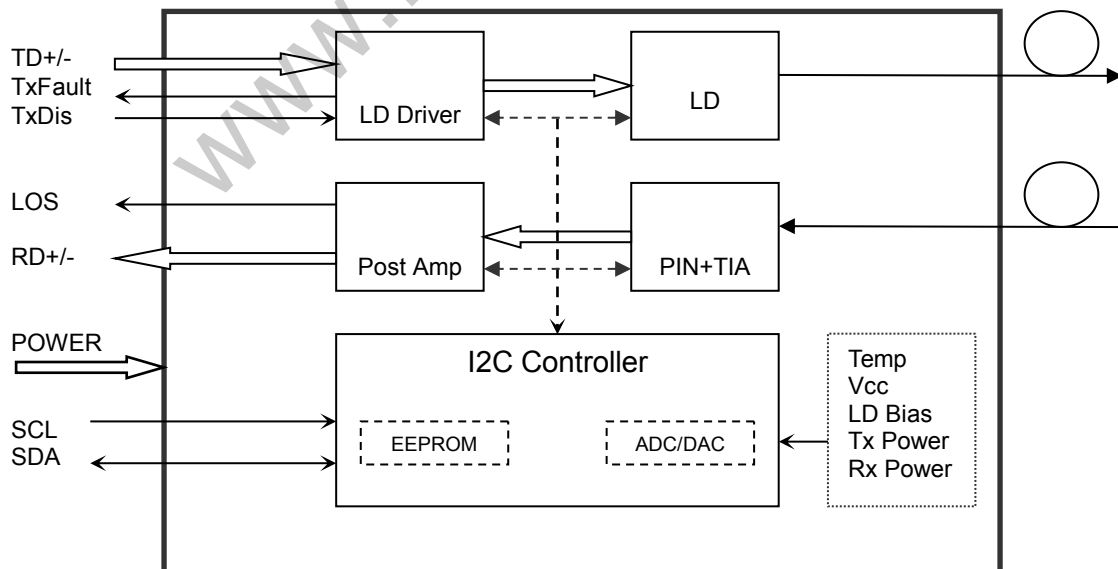 TD+/-
TxFault
TxDis
LD Driver
LD
LOS
RD+/-
Post Amp
PIN+TIA
POWER
I2C Controller
SCL
SDA
EEPROM
ADC/DAC
Temp
Vcc
LD Bias
Tx Power
Rx Power
www.